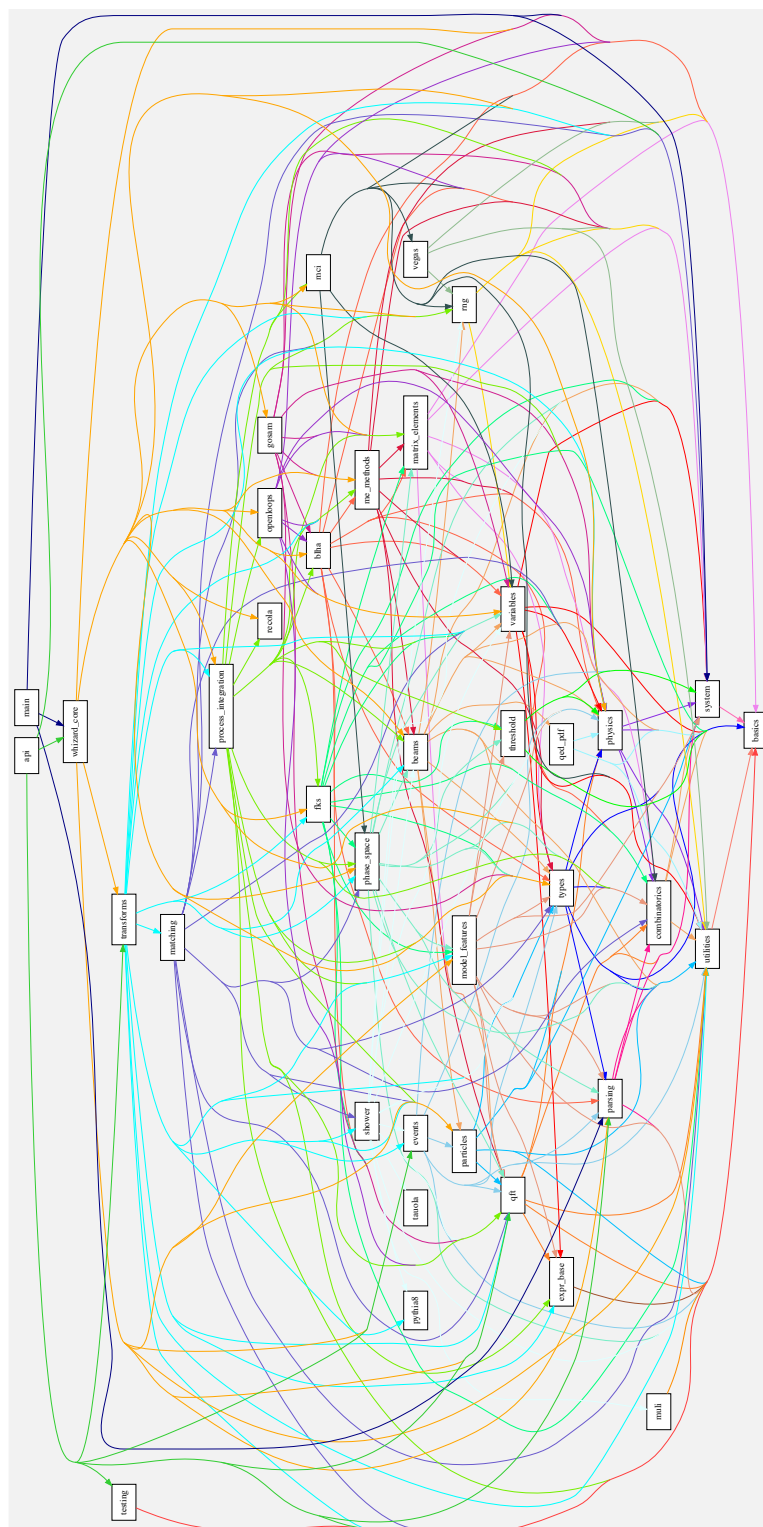 main
api
whizard_core
testing
transforms
matching
process_integration
gosam
openloops
recola
mci
blha
fks
me_methods
phase_space
shower
vegas
matrix_elements
beams
events
tauola
pythia8
rng
model_features
particles
variables
threshold
qft
qed_pdf
types
expr_base
physics
parsing
combinatorics
muli
system
utilities
basics